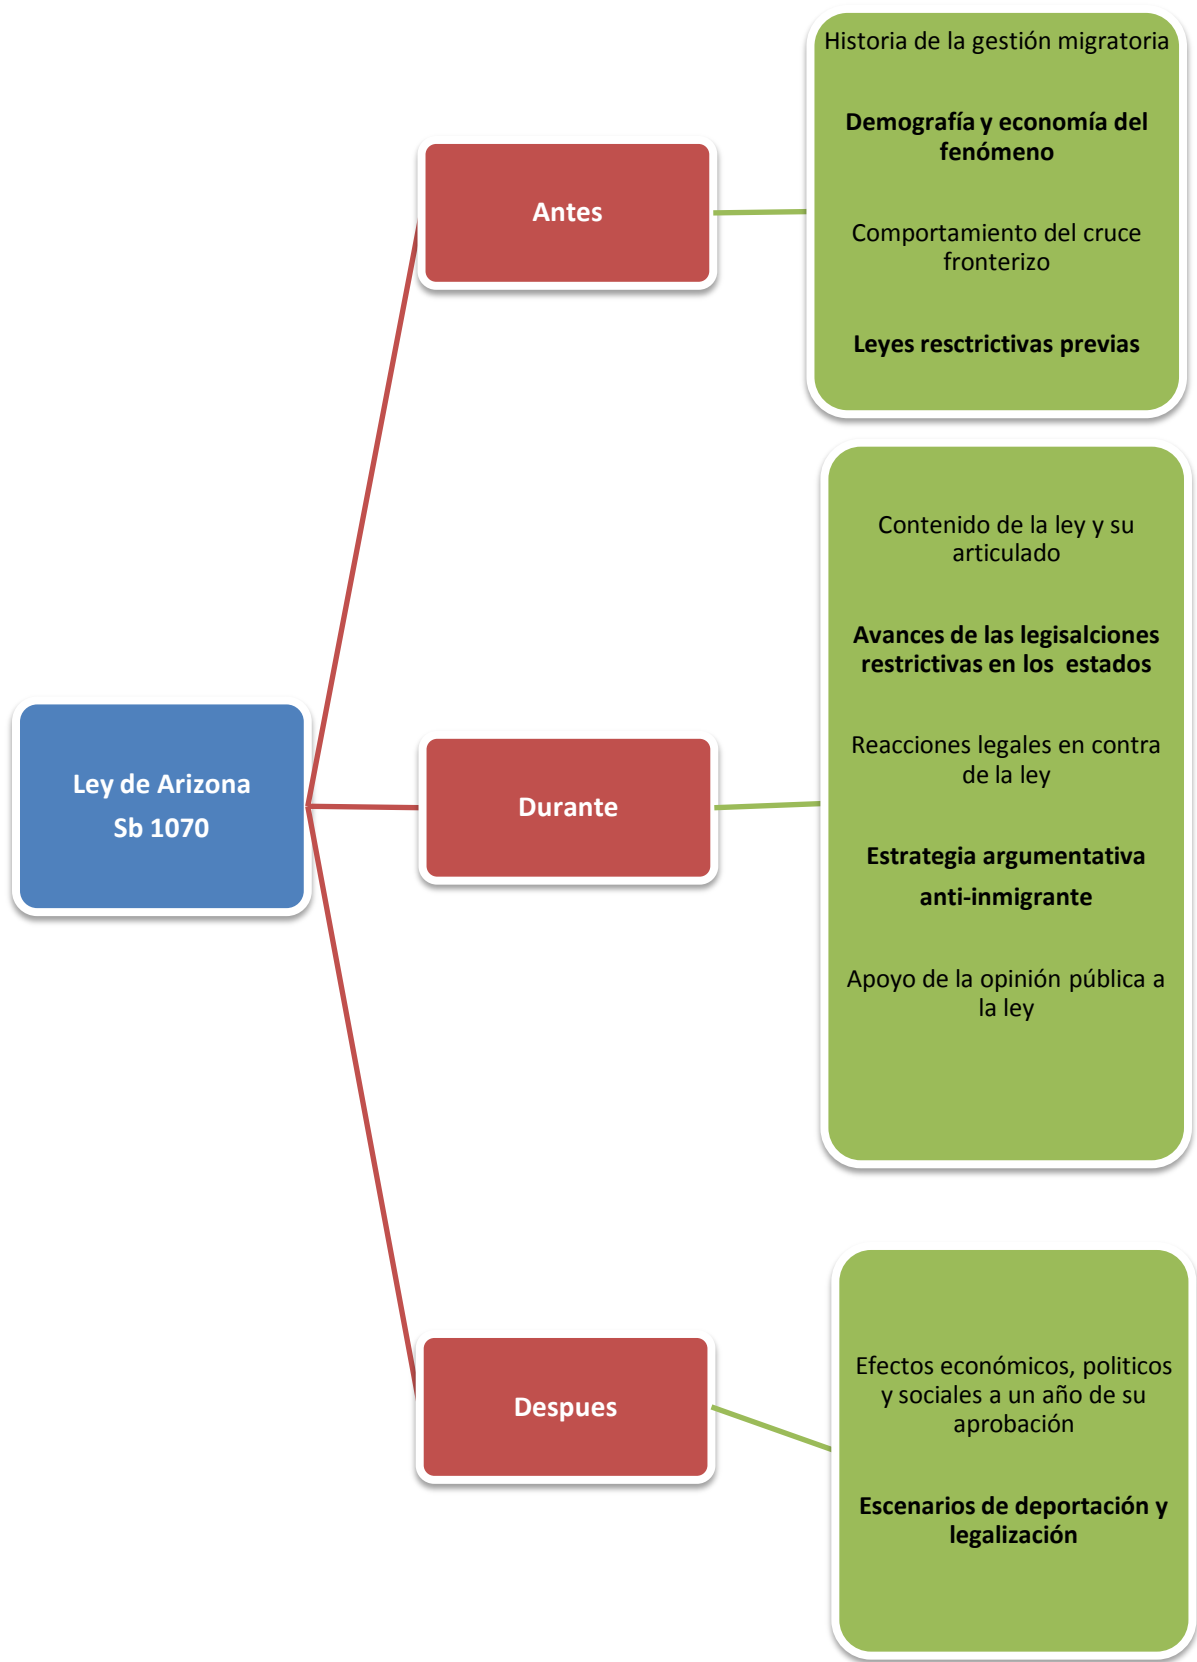 Historia de la gestión migratoria
Demografía y economía del
fenómeno
Comportamiento del cruce
fronterizo
Leyes resctrictivas previas
Antes
Contenido de la ley y su
articulado
Avances de las legisalciones
restrictivas en los estados
Reacciones legales en contra
de la ley
Estrategia argumentativa
anti-inmigrante
Apoyo de la opinión pública a
la ley
Ley de Arizona
Sb 1070
Durante
Efectos económicos, politicos
y sociales a un año de su
aprobación
Escenarios de deportación y
legalización
Despues